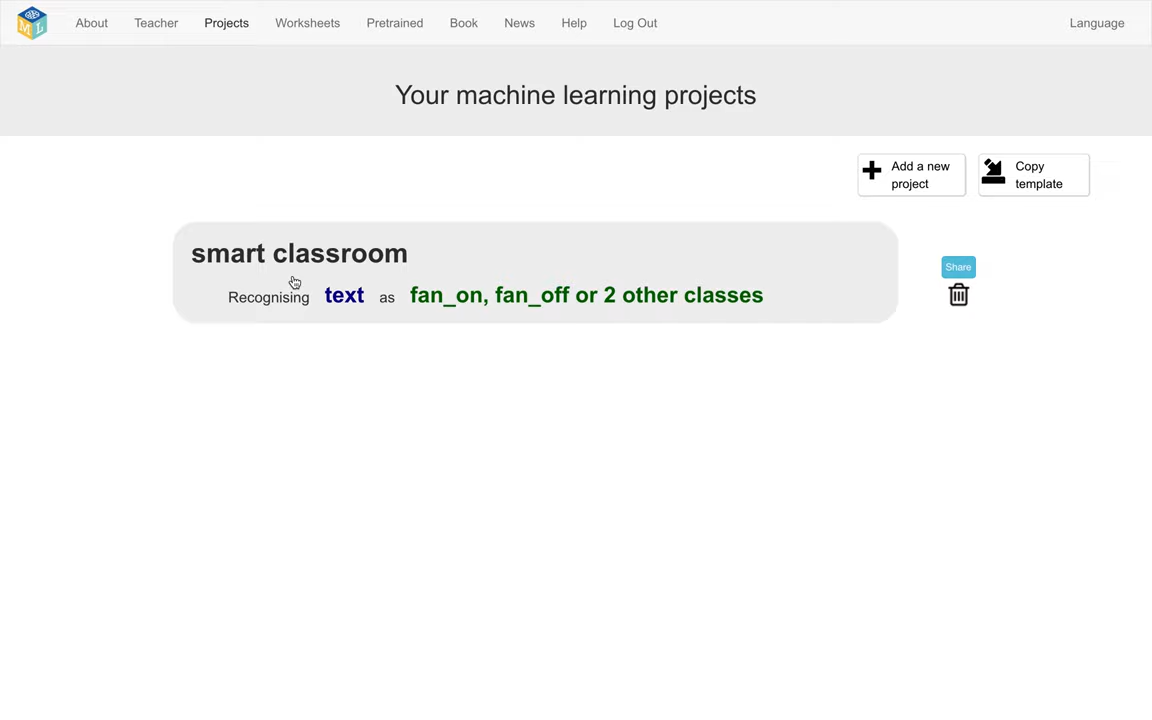 About Teacher Projects Worksheets Pretrained Book News Help Log Out Language
Your machine learning projects
Add a new
project
Copy
template
smart classroom
Recognising text as fan_on, fan_off or 2 other classes
Share